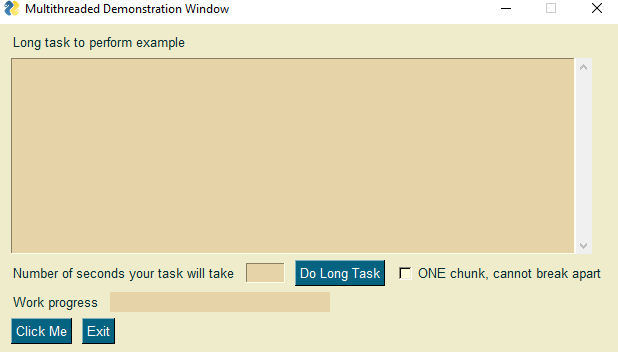 Multithreaded Demonstration Window
Long task to perform example
Number of seconds your task will take Do Long Task ONE chunk, cannot break apart
Work progress
Click Me Exit